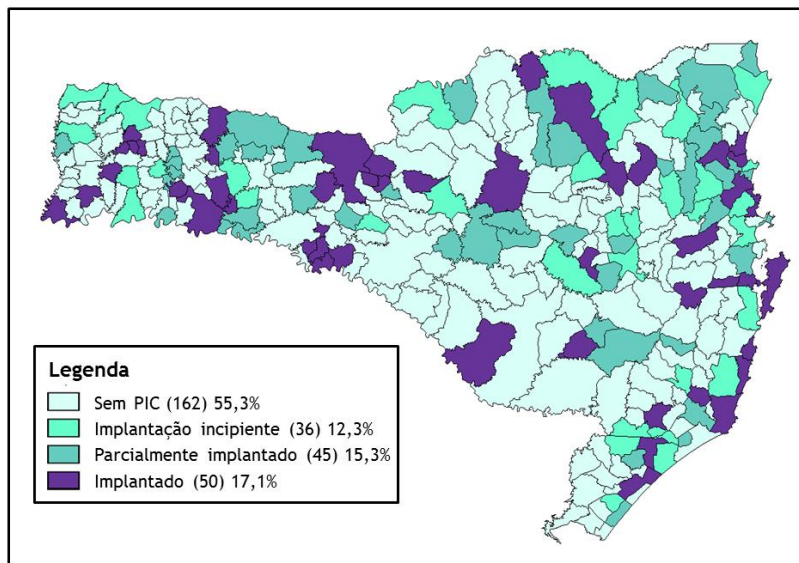 Legenda
Sem PIC (162) 55,3%
Implantação incipiente (36) 12,3%
Parcialmente implantado (45) 15,3%
Implantado (50) 17,1%